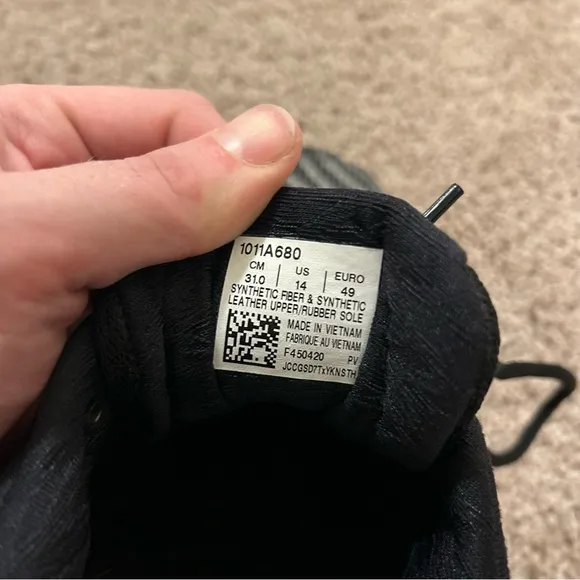 1011A680
CM | US | EURO
31.0 | 14 | 49
SYNTHETIC FIBER & SYNTHETIC
LEATHER UPPER/RUBBER SOLE
MADE IN VIETNAM
FABRIQUE AU VIETNAM
F450420 PV
JCCGSD7TxYKNSTH